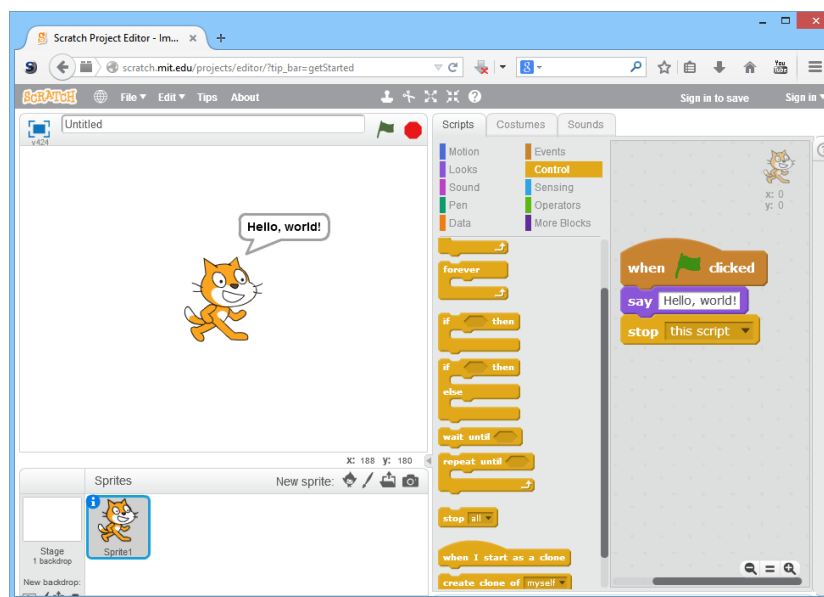 Scratch Project Editor - Im...
scratch.mit.edu/projects/editor/?tip_bar=getStarted
You
Tube
SCRATCH File Edit Tips About Sign in to save Sign in
Untitled
v424
Hello, world!
x: 188 y: 180
Sprites New sprite:
Stage
1 backdrop
Sprite1
New backdrop:
Scripts Costumes Sounds
Motion Events
Looks Control
Sound Sensing
Pen Operators
Data More Blocks
forever
if then
if then
else
wait until
repeat until
stop all
when I start as a clone
create clone of myself
x: 0
y: 0
when clicked
say Hello, world!
stop this script